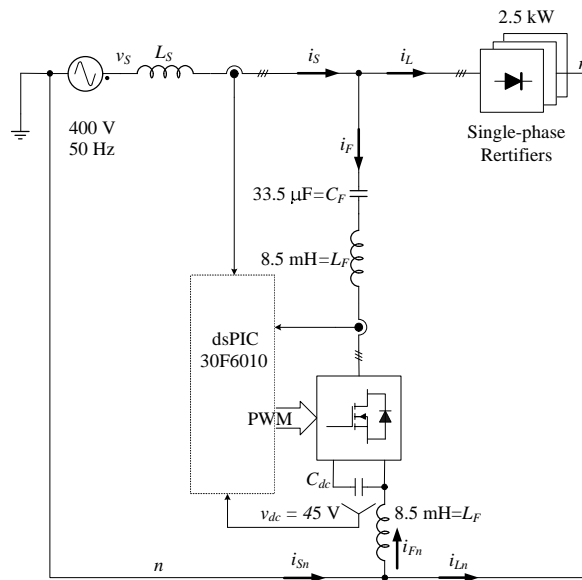 2.5 kW
v_S
L_S
i_S
i_L
n
400 V
50 Hz
Single-phase
Rertifiers
i_F
33.5 μF=C_F
8.5 mH=L_F
dsPIC
30F6010
PWM
C_dc
v_dc = 45 V
8.5 mH=L_F
i_Fn
n
i_Sn
i_Ln